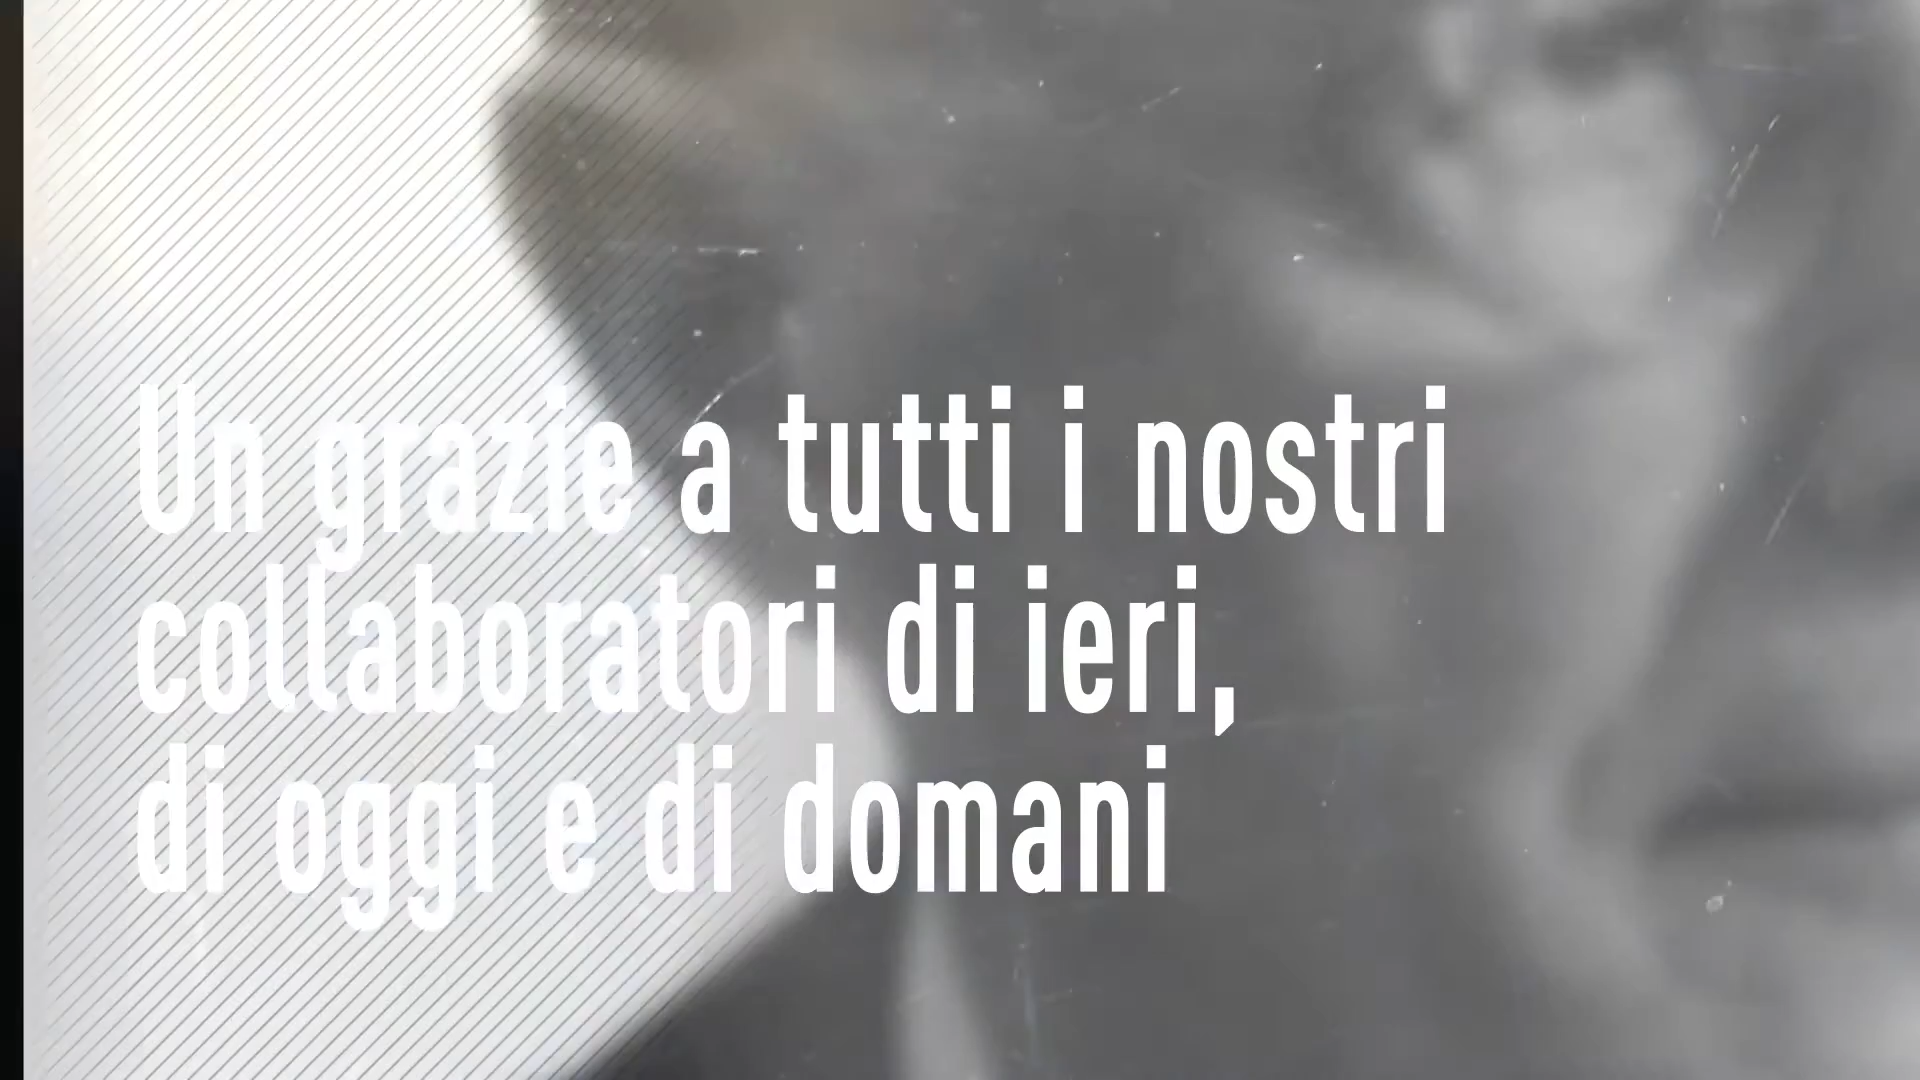 Un grazie a tutti i nostri
collaboratori di ieri,
di oggi e di domani